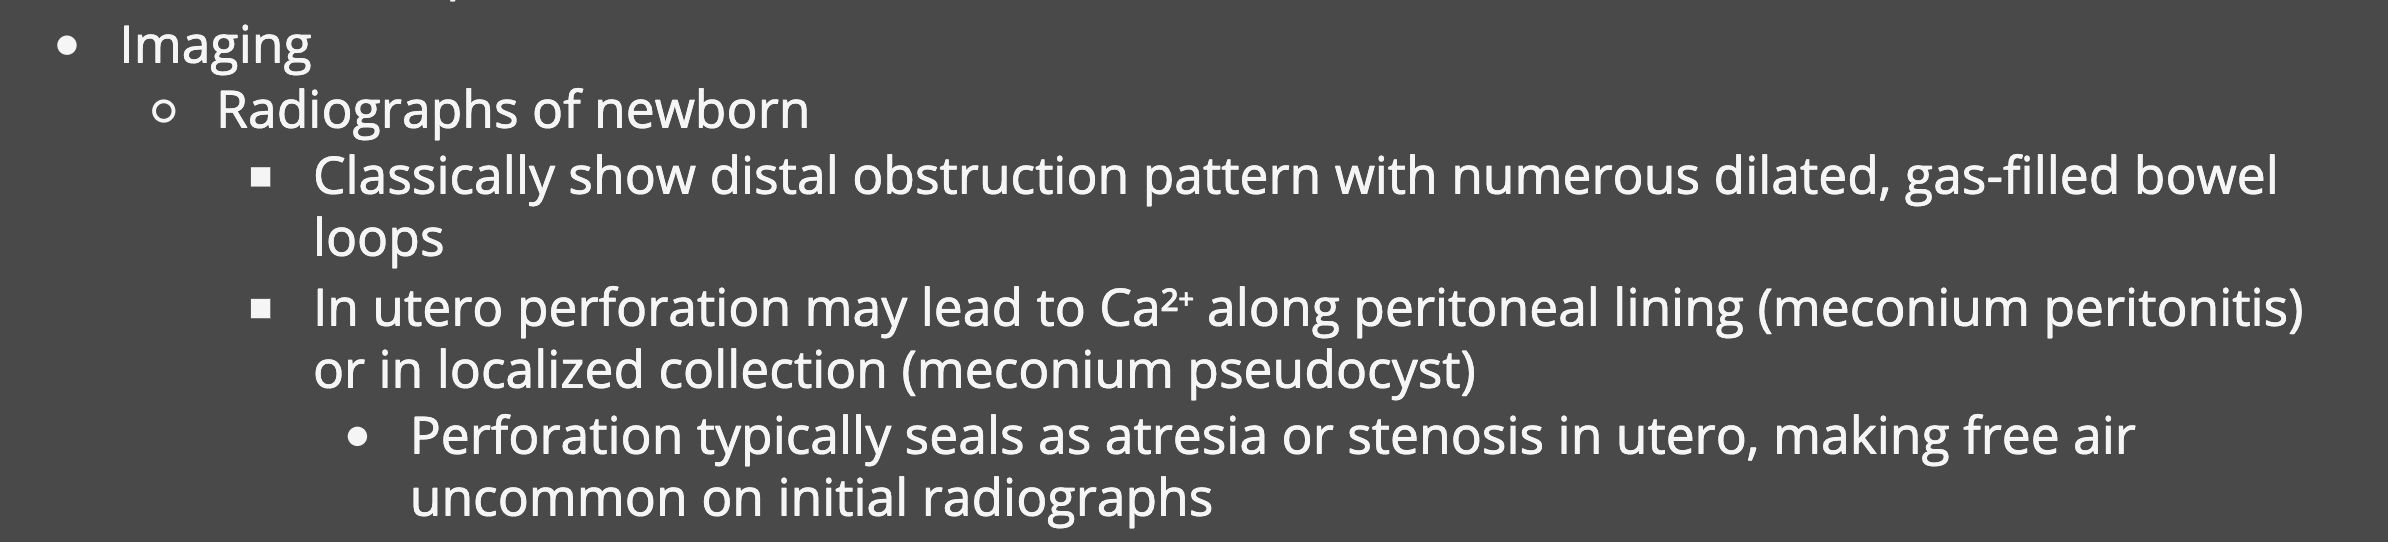 • Imaging
○ Radiographs of newborn
■ Classically show distal obstruction pattern with numerous dilated, gas-filled bowel
loops
■ In utero perforation may lead to Ca²⁺ along peritoneal lining (meconium peritonitis)
or in localized collection (meconium pseudocyst)
• Perforation typically seals as atresia or stenosis in utero, making free air
uncommon on initial radiographs